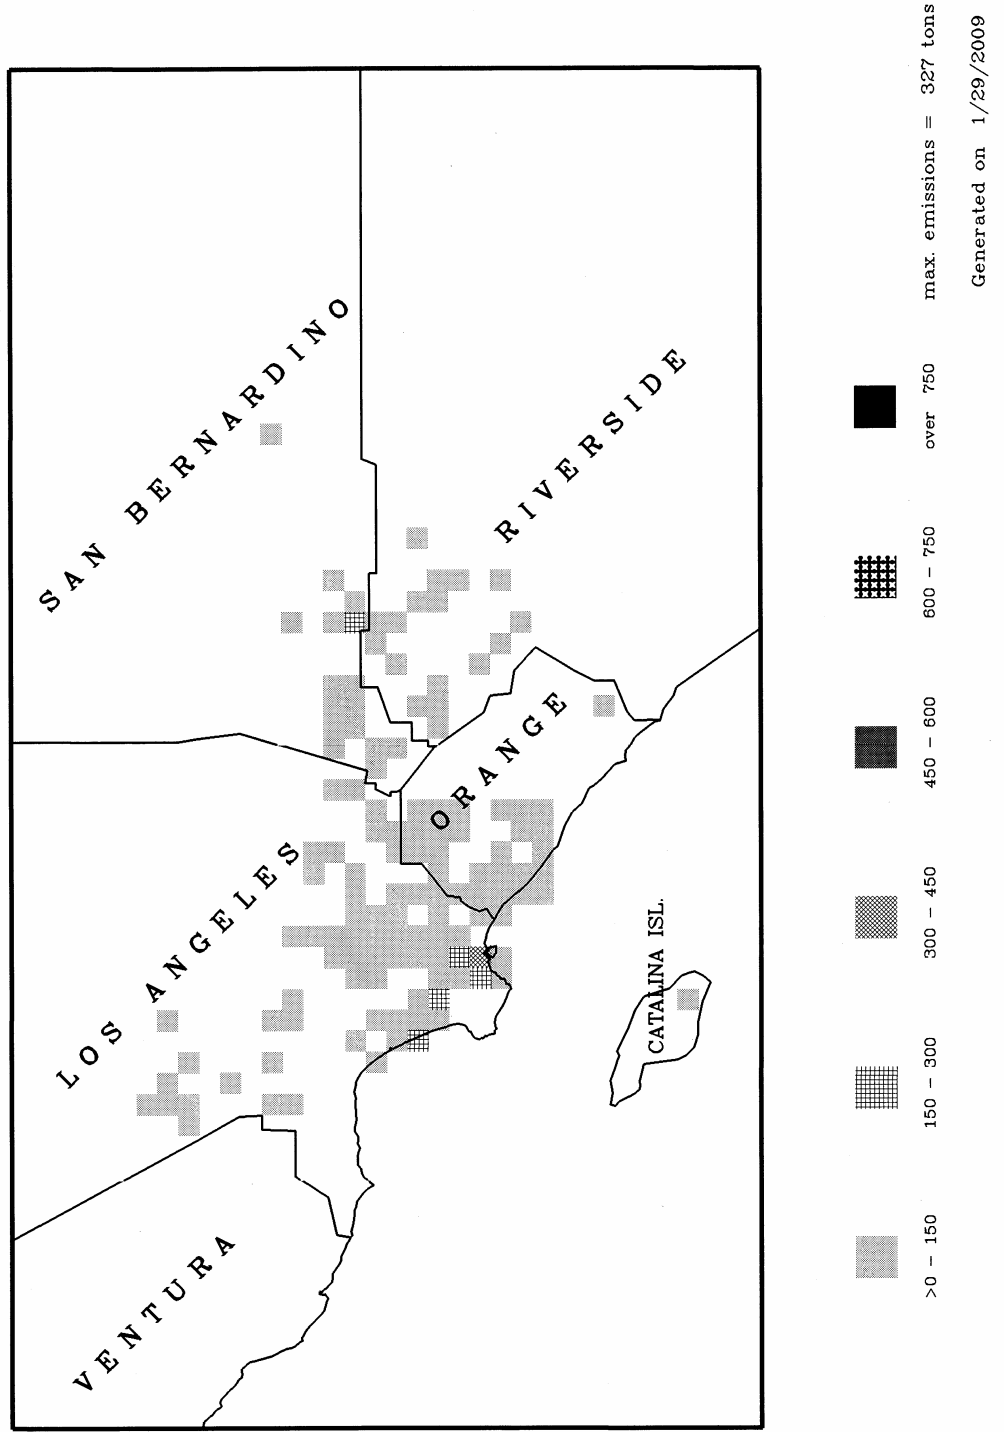 VENTURA
LOS ANGELES
SAN BERNARDINO
ORANGE
RIVERSIDE
CATALINA ISL.
>0 – 150
150 – 300
300 – 450
450 – 600
600 – 750
over 750
max. emissions = 327 tons
Generated on 1/29/2009